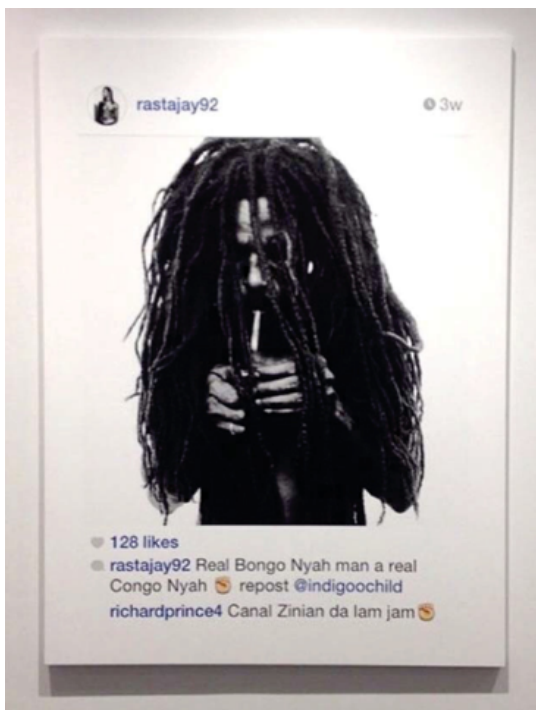 rastajay92
3w
128 likes
rastajay92 Real Bongo Nyah man a real
Congo Nyah ✊ repost @indigoochild
richardprince4 Canal Zinian da lam jam ✊